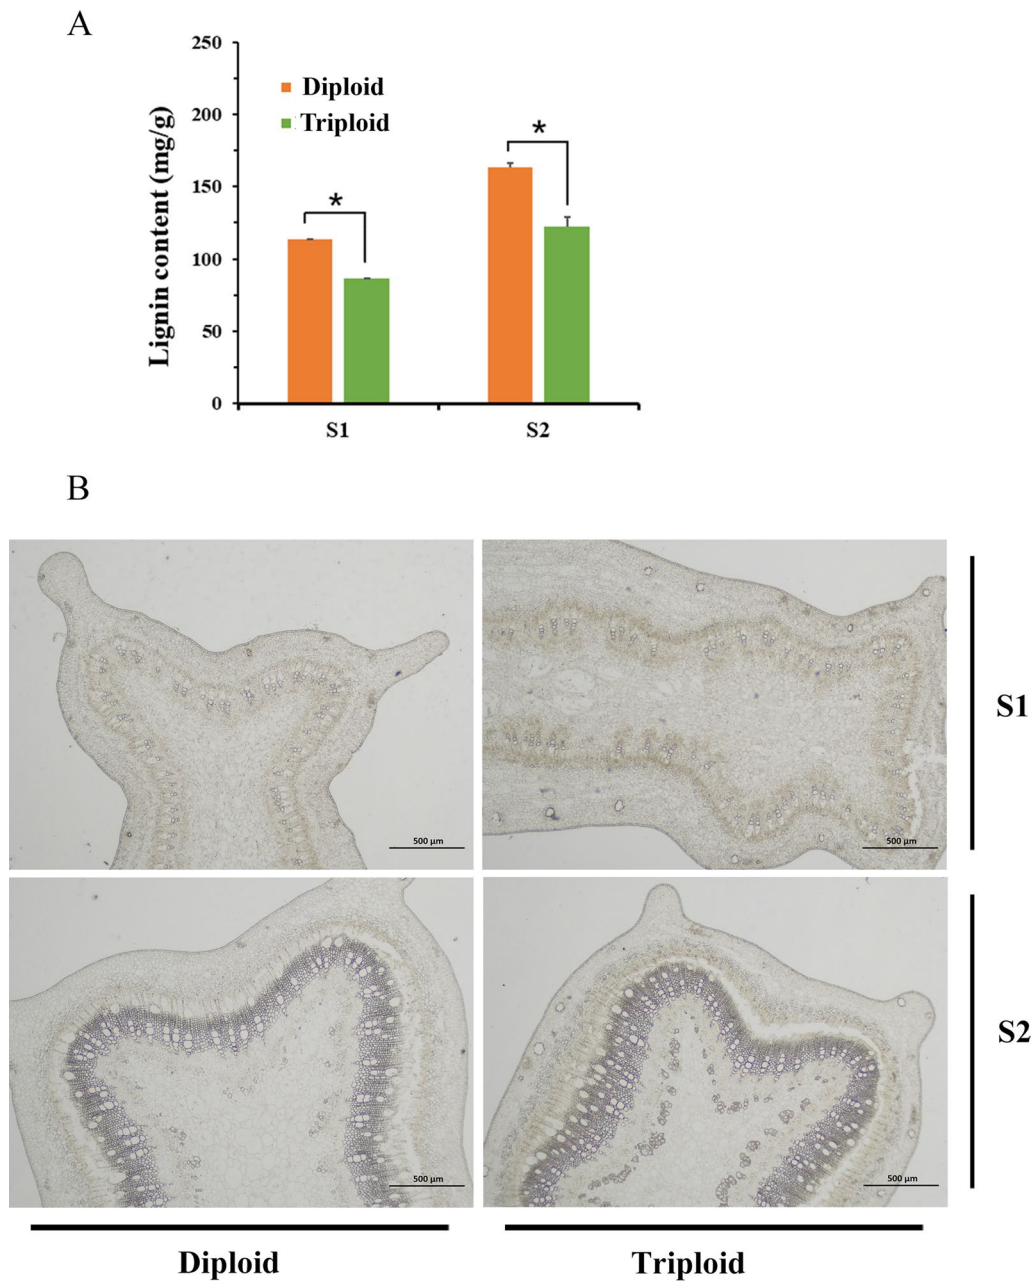 A
250
200
150
100
50
0
Lignin content (mg/g)
Diploid
Triploid
*
*
S1
S2
B
500 µm
500 µm
S1
500 µm
500 µm
S2
Diploid
Triploid